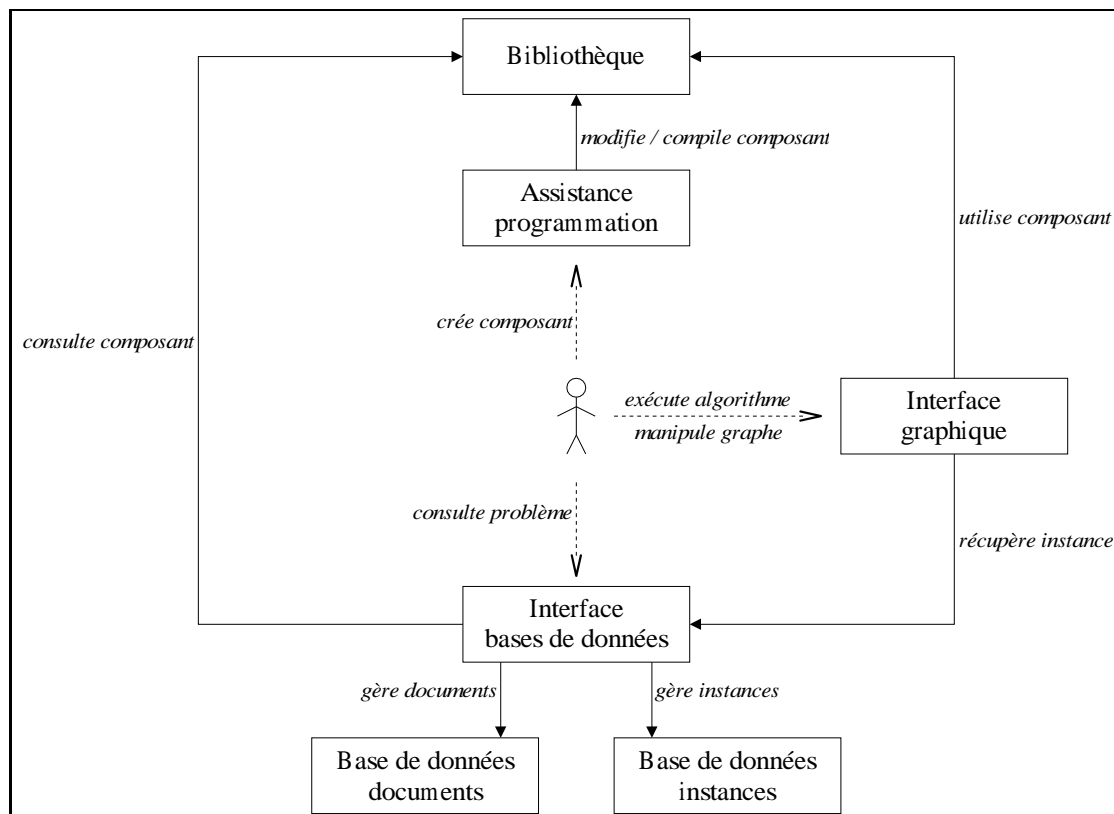 Bibliothèque
modifie / compile composant
Assistance
programmation
utilise composant
crée composant
consulte composant
exécute algorithme
manipule graphe
Interface
graphique
consulte problème
récupère instance
Interface
bases de données
gère documents
gère instances
Base de données
documents
Base de données
instances